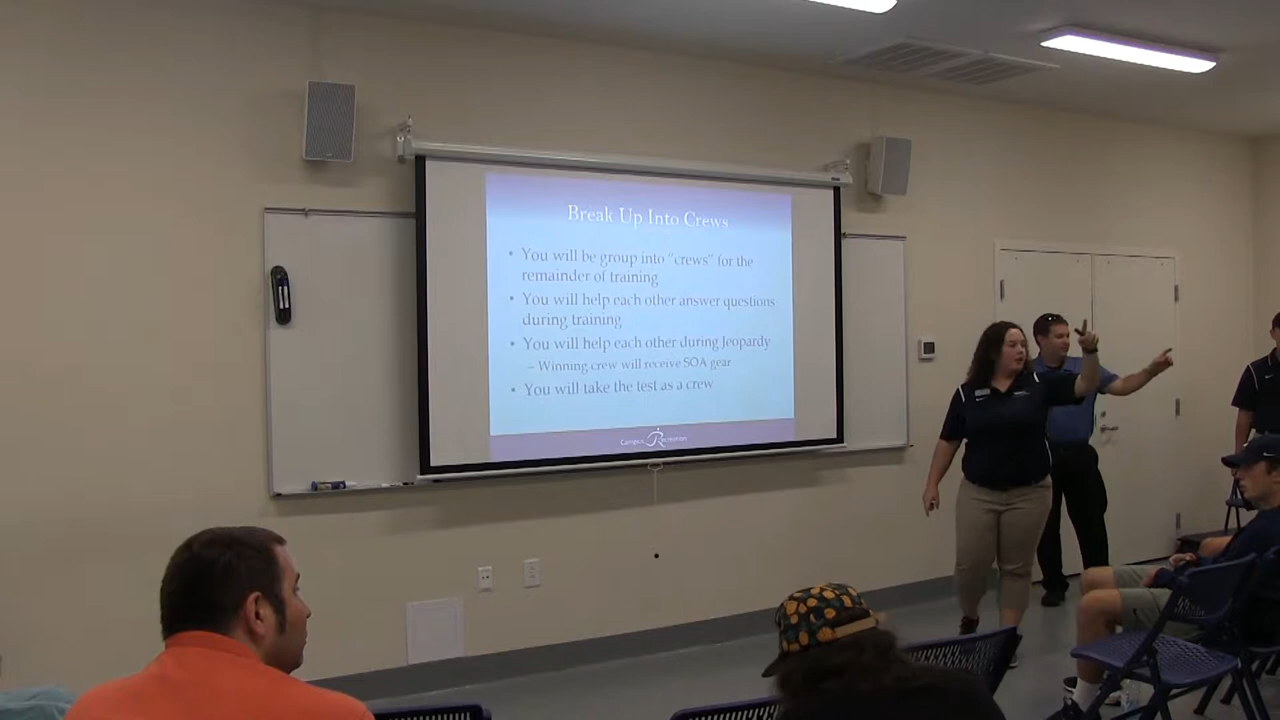 Break Up Into Crews
• You will be group into "crews" for the
remainder of training
• You will help each other answer questions
during training
• You will help each other during Jeopardy
– Winning crew will receive SOA gear
• You will take the test as a crew
Campus Recreation